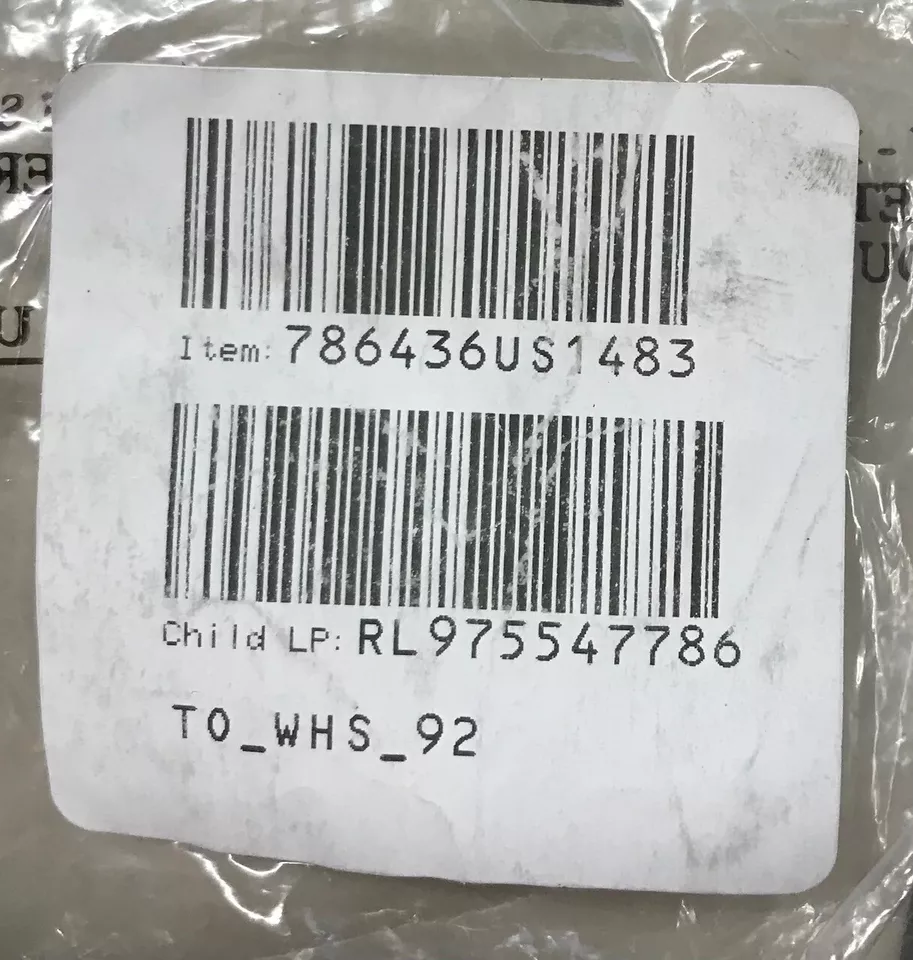 Item: 786436US1483
Child LP: RL975547786
TO_WHS_92